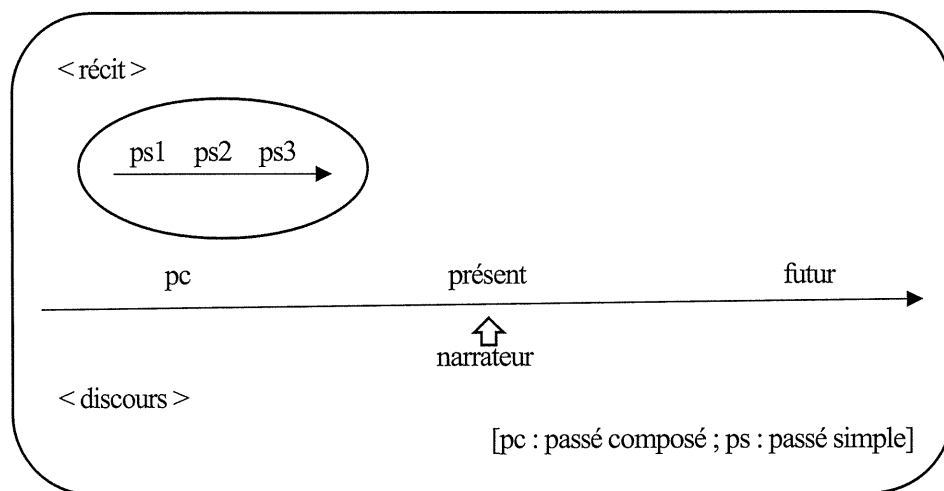 < récit >
ps1 ps2 ps3
pc présent futur
narrateur
< discours >
[pc : passé composé ; ps : passé simple]